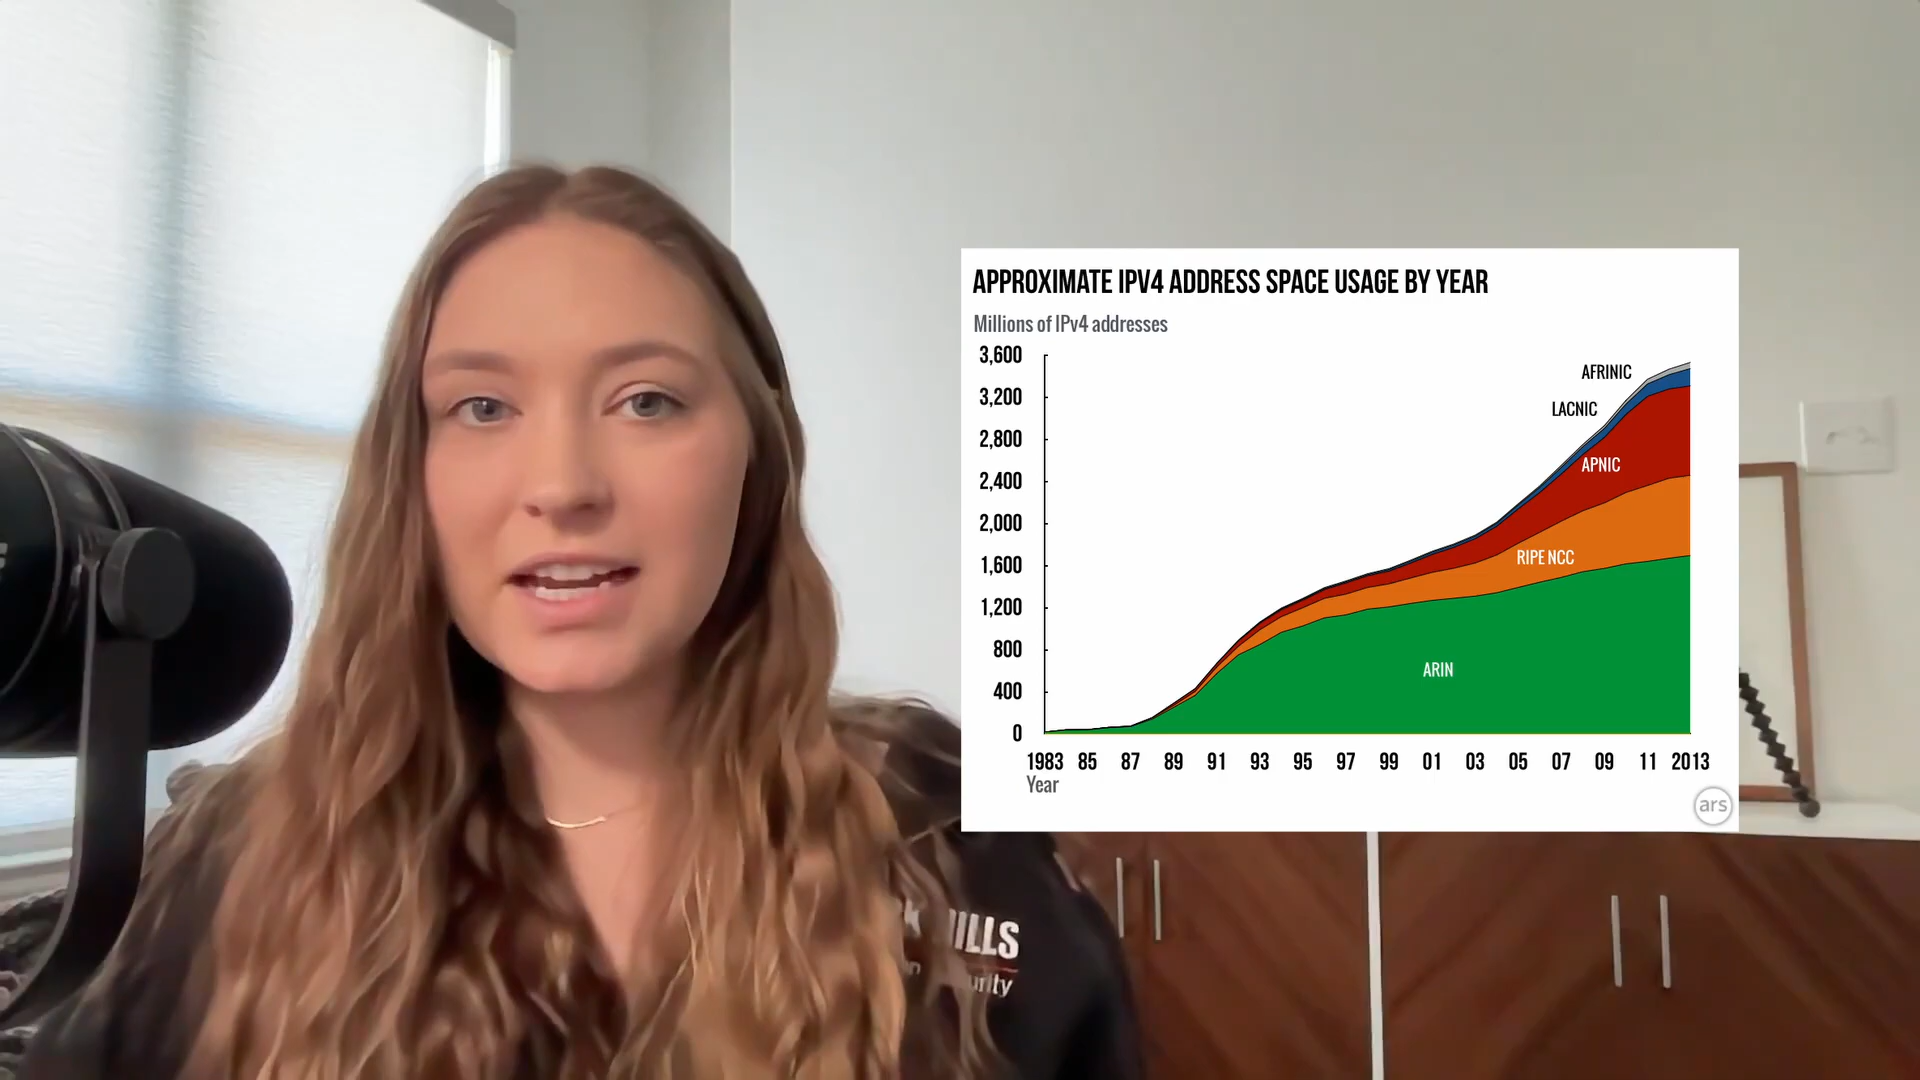 APPROXIMATE IPV4 ADDRESS SPACE USAGE BY YEAR
Millions of IPv4 addresses
3,600
3,200
2,800
2,400
2,000
1,600
1,200
800
400
0
AFRINIC
LACNIC
APNIC
RIPE NCC
ARIN
1983 85 87 89 91 93 95 97 99 01 03 05 07 09 11 2013
Year
ars